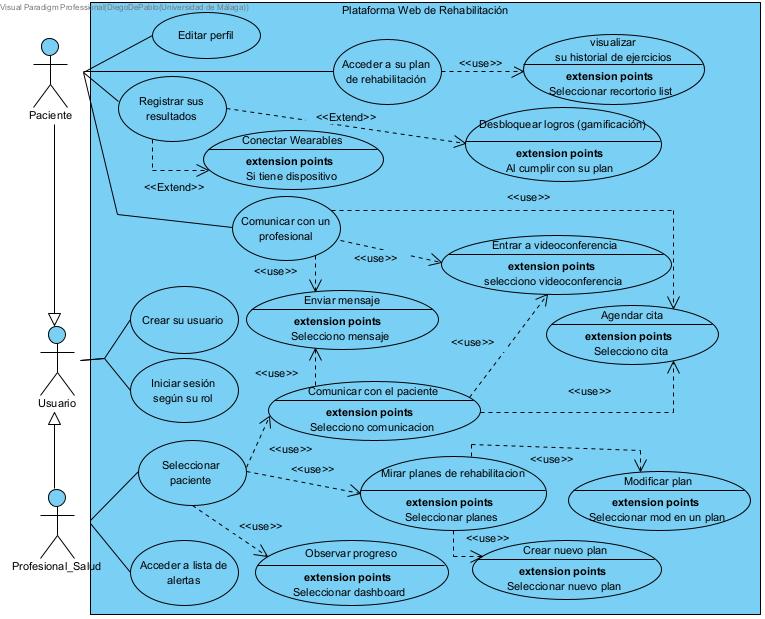 Visual Paradigm Professional(DiegoDePablo(Universidad de Málaga))
Plataforma Web de Rehabilitación
Editar perfil
Paciente
Acceder a su plan
de rehabilitación
<<use>>
visualizar
su historial de ejercicios
extension points
Seleccionar recortorio list
Registrar sus
resultados
<<Extend>>
Desbloquear logros (gamificación)
extension points
Al cumplir con su plan
Conectar Wearables
extension points
Si tiene dispositivo
<<Extend>>
<<use>>
Comunicar con un
profesional
<<use>>
<<use>>
Entrar a videoconferencia
extension points
selecciono videoconferencia
Enviar mensaje
extension points
Selecciono mensaje
Agendar cita
extension points
Selecciono cita
Crear su usuario
Usuario
Iniciar sesión
según su rol
<<use>>
<<use>>
<<use>>
Comunicar con el paciente
extension points
Selecciono comunicacion
<<use>>
Seleccionar
paciente
<<use>>
Mirar planes de rehabilitacion
extension points
Seleccionar planes
<<use>>
Modificar plan
extension points
Seleccionar mod en un plan
Profesional_Salud
Acceder a lista de
alertas
<<use>>
Observar progreso
extension points
Seleccionar dashboard
<<use>>
Crear nuevo plan
extension points
Seleccionar nuevo plan